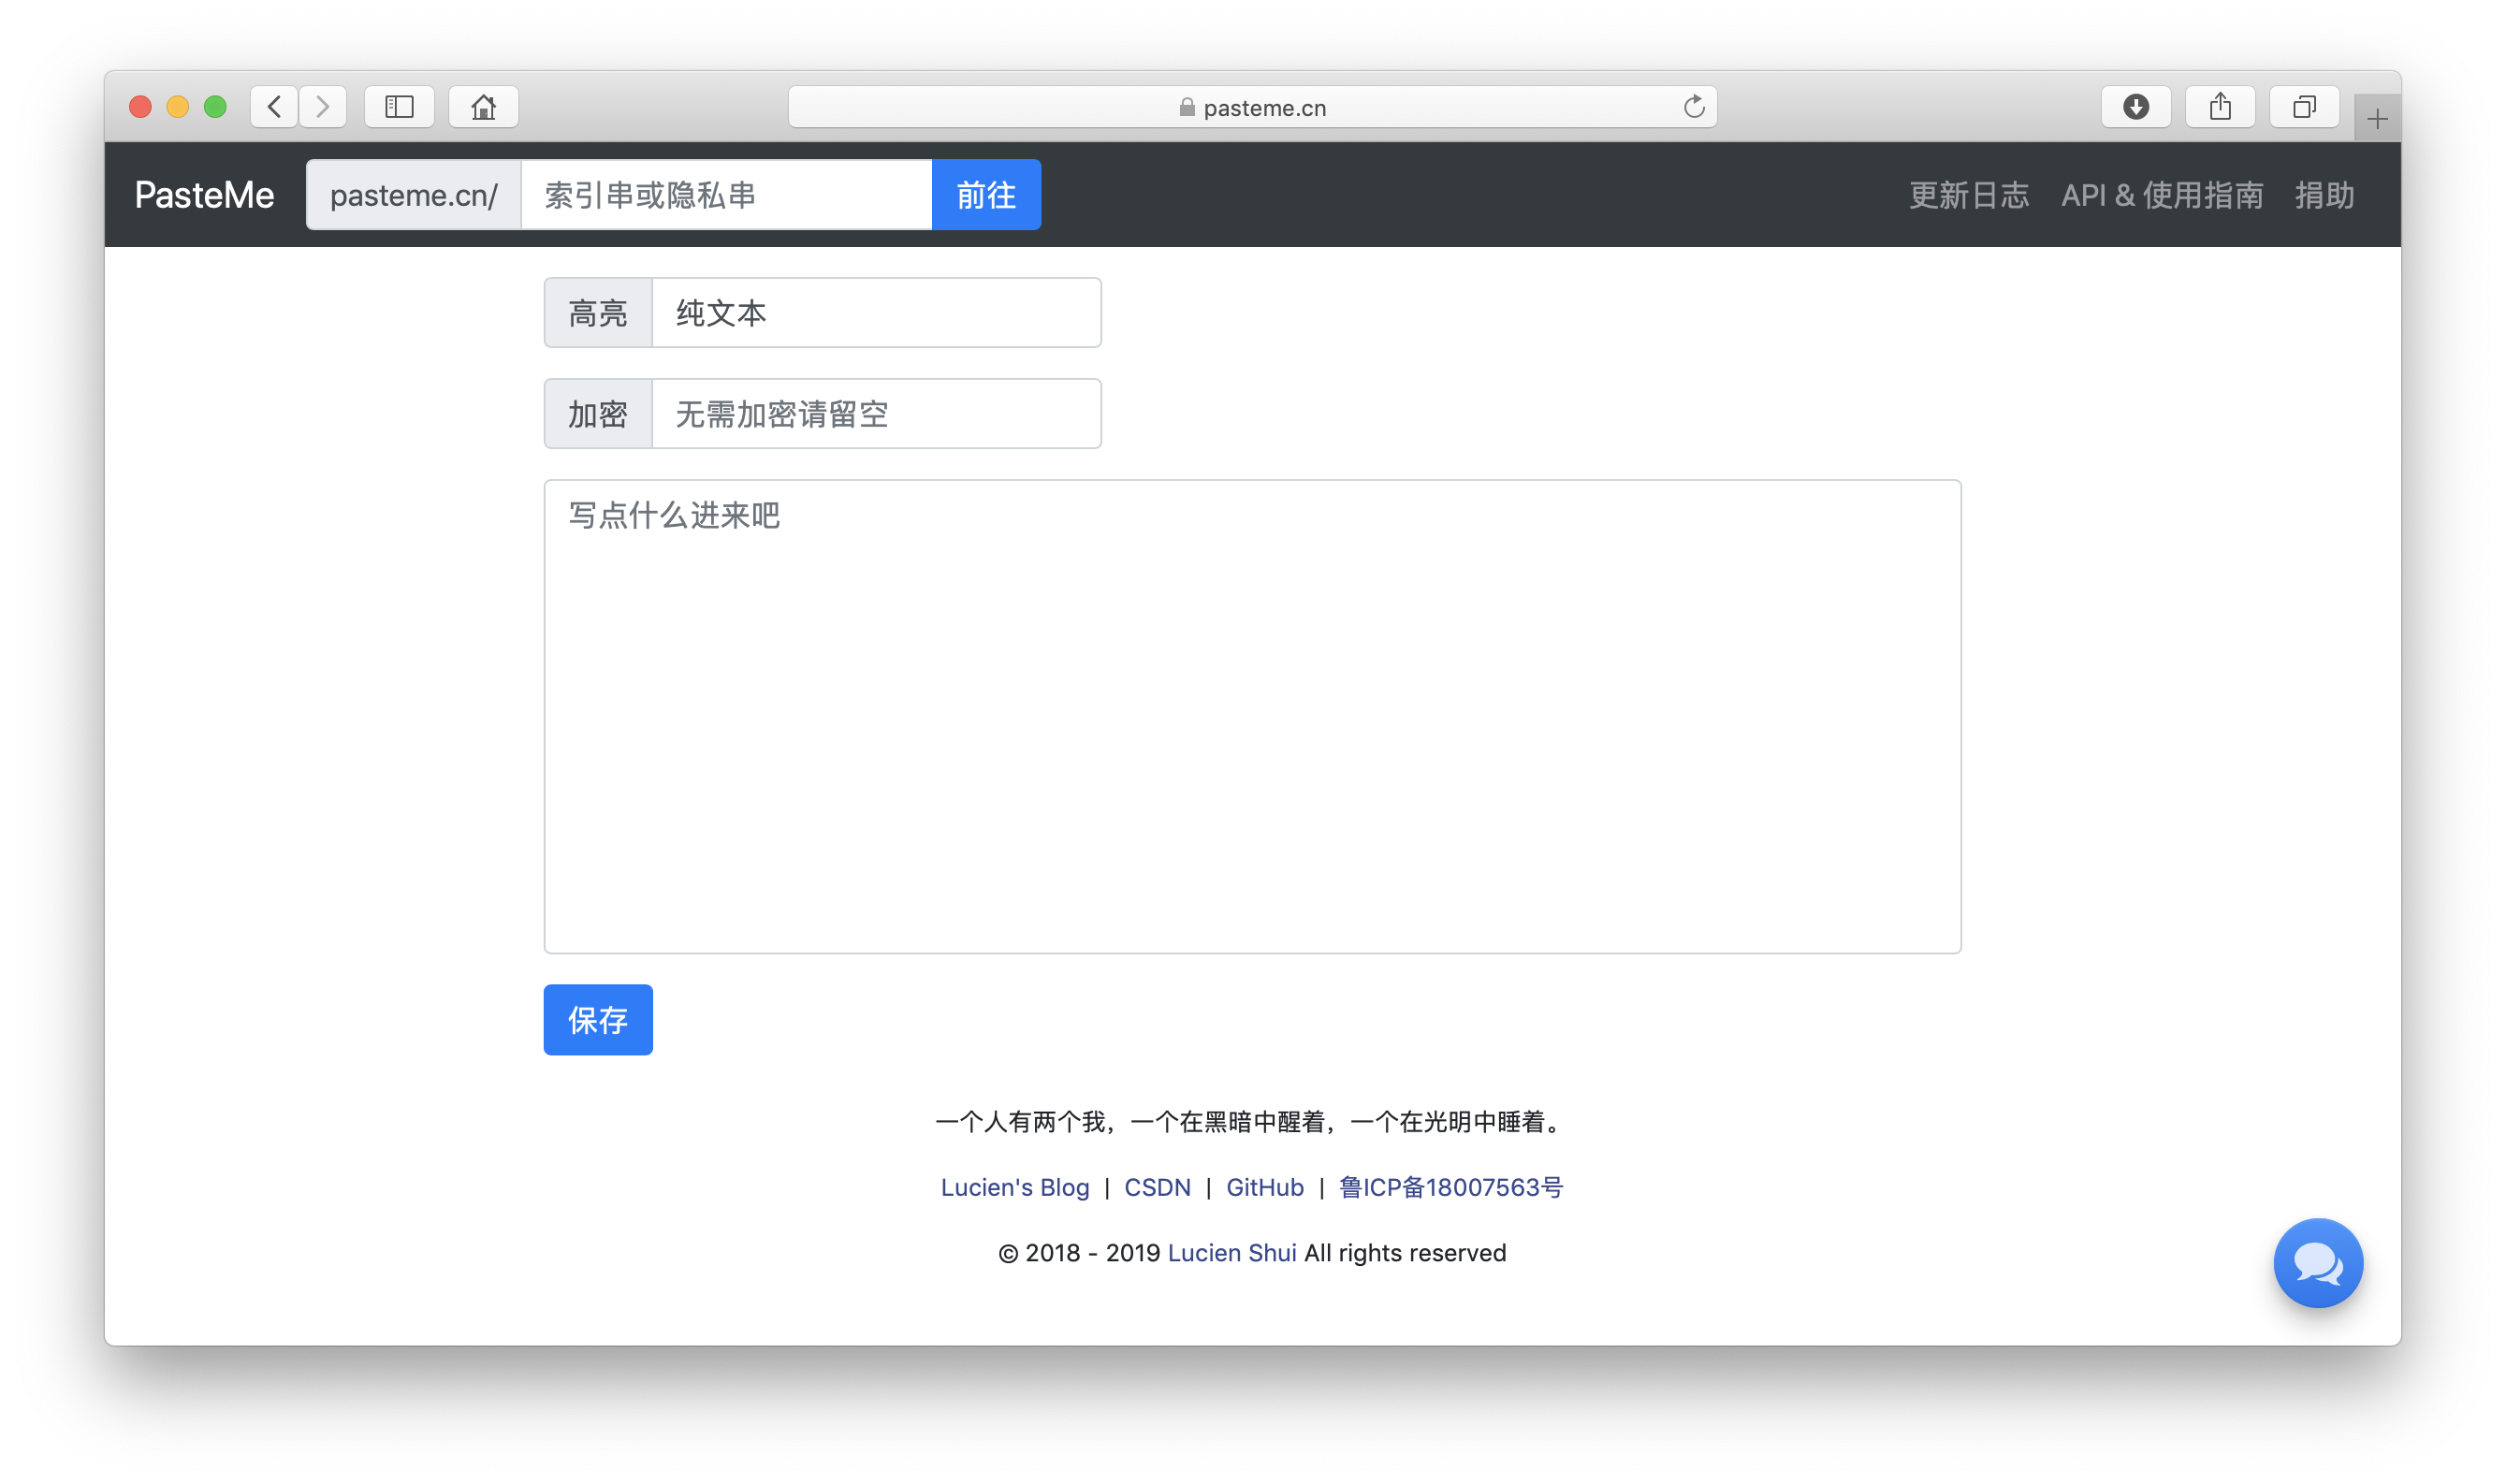 pasteme.cn
PasteMe pasteme.cn/ 索引串或隐私串 前往 更新日志 API & 使用指南 捐助
高亮 纯文本
加密 无需加密请留空
写点什么进来吧
保存
一个人有两个我，一个在黑暗中醒着，一个在光明中睡着。
Lucien's Blog | CSDN | GitHub | 鲁ICP备18007563号
© 2018 - 2019 Lucien Shui All rights reserved